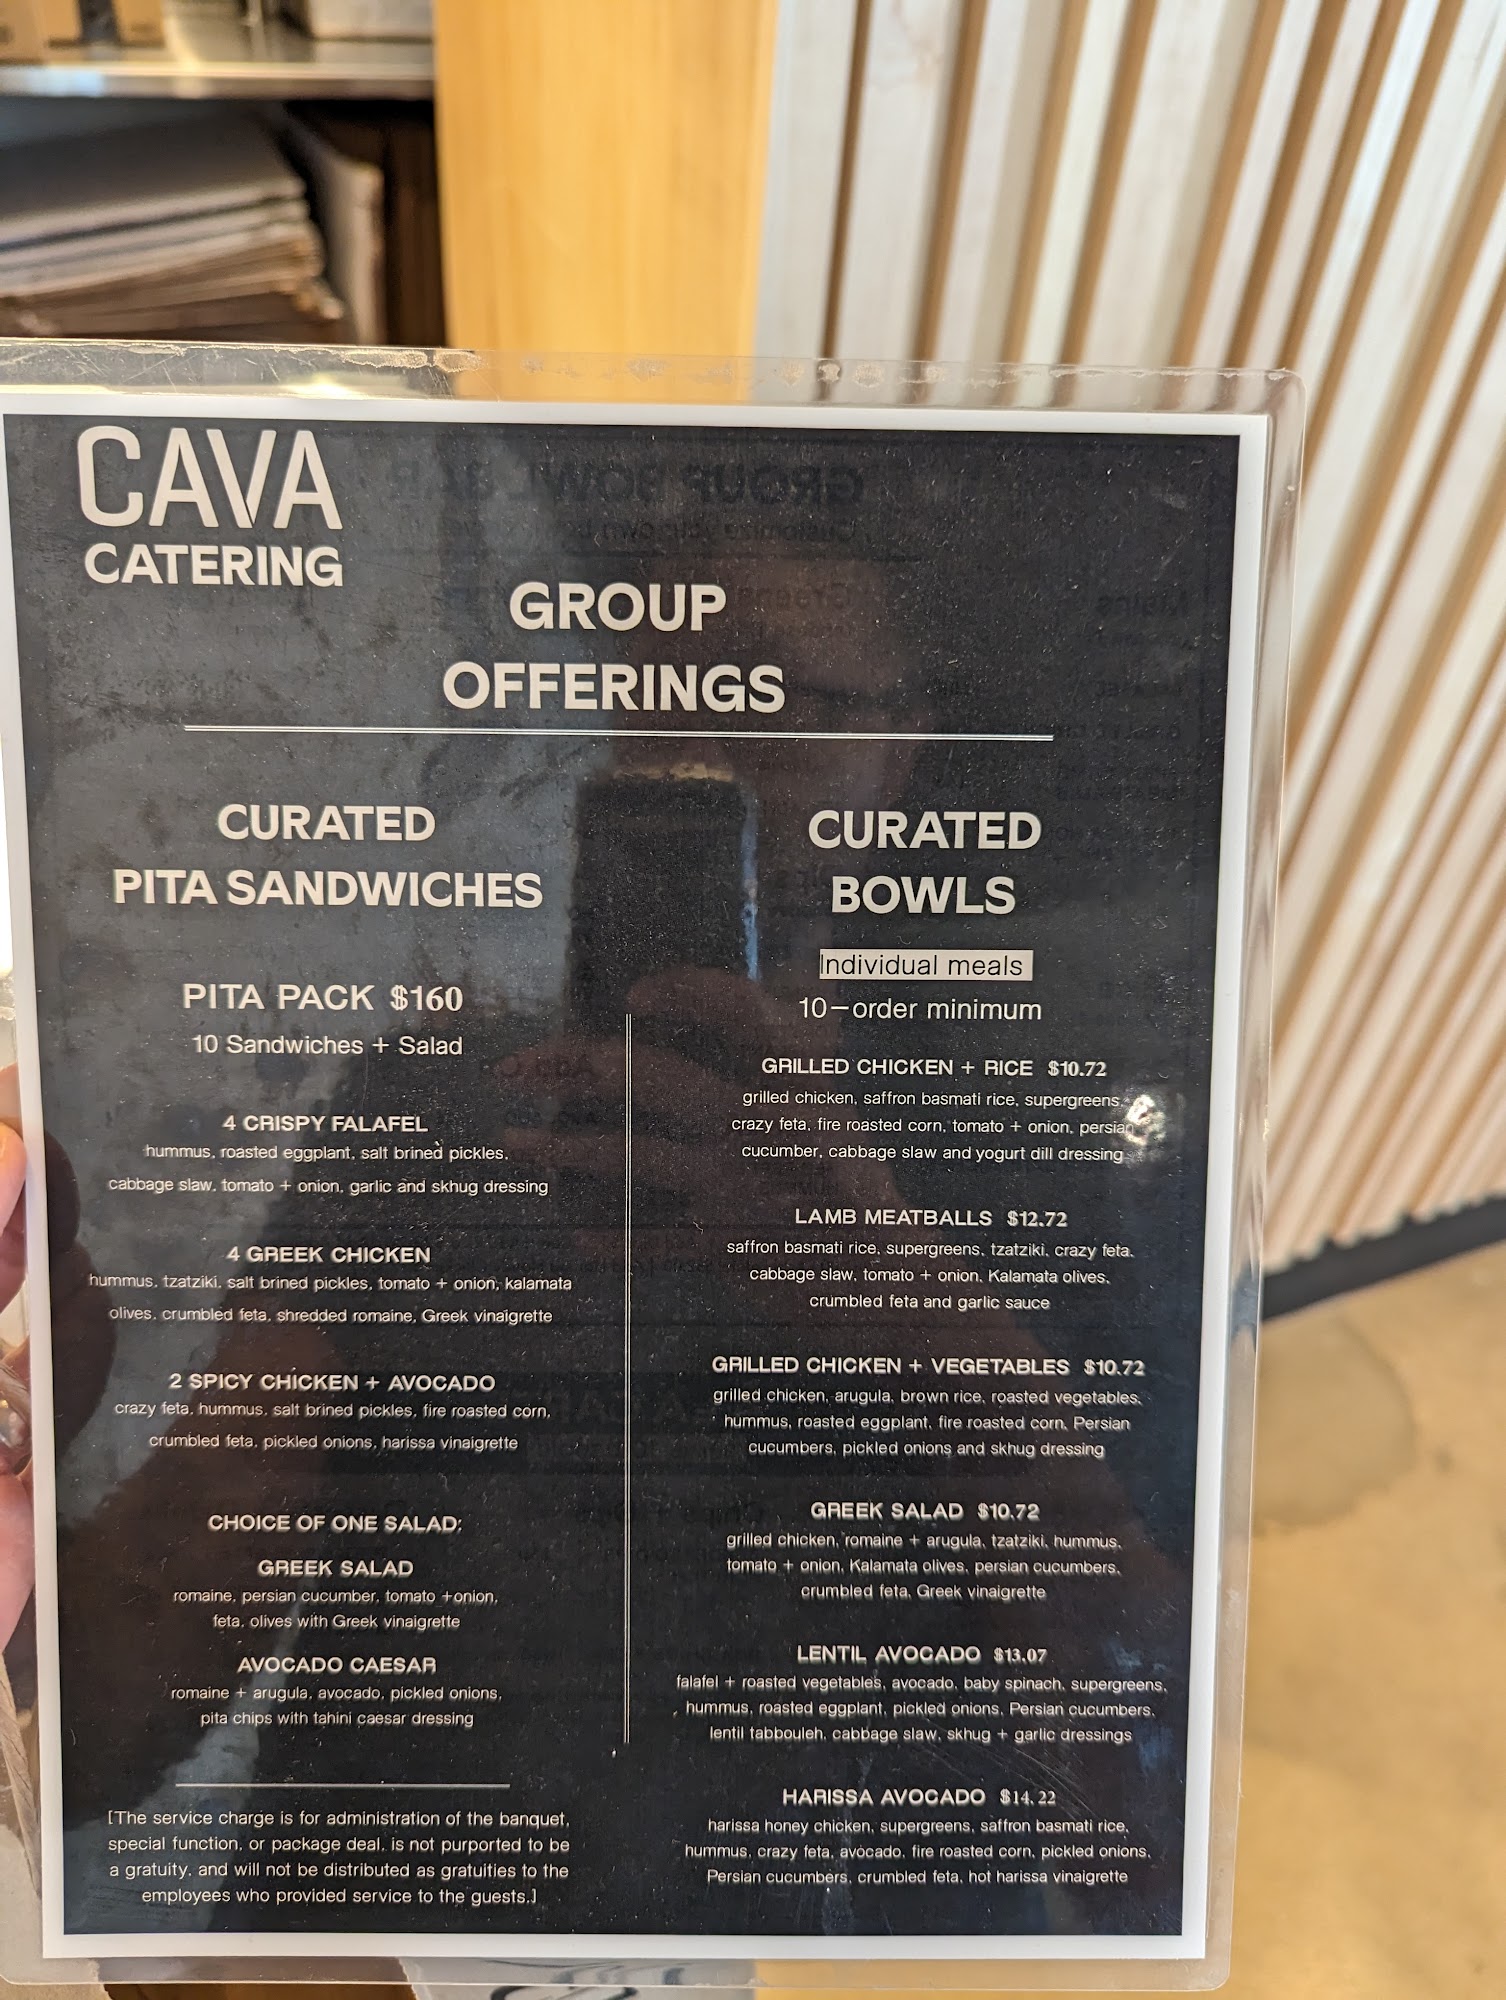 CAVA
CATERING
GROUP
OFFERINGS
CURATED
PITA SANDWICHES
PITA PACK $160
10 Sandwiches + Salad
4 CRISPY FALAFEL
hummus, roasted eggplant, salt brined pickles,
cabbage slaw, tomato + onion, garlic and skhug dressing
4 GREEK CHICKEN
hummus, tzatziki, salt brined pickles, tomato + onion, kalamata
olives, crumbled feta, shredded romaine, Greek vinaigrette
2 SPICY CHICKEN + AVOCADO
crazy feta, hummus, salt brined pickles, fire roasted corn,
crumbled feta, pickled onions, harissa vinaigrette
CHOICE OF ONE SALAD:
GREEK SALAD
romaine, persian cucumber, tomato +onion,
feta, olives with Greek vinaigrette
AVOCADO CAESAR
romaine + arugula, avocado, pickled onions,
pita chips with tahini caesar dressing
[The service charge is for administration of the banquet,
special function, or package deal, is not purported to be
a gratuity, and will not be distributed as gratuities to the
employees who provided service to the guests.]
CURATED
BOWLS
Individual meals
10—order minimum
GRILLED CHICKEN + RICE $10.72
grilled chicken, saffron basmati rice, supergreens,
crazy feta, fire roasted corn, tomato + onion, persian
cucumber, cabbage slaw and yogurt dill dressing
LAMB MEATBALLS $12.72
saffron basmati rice, supergreens, tzatziki, crazy feta,
cabbage slaw, tomato + onion, Kalamata olives,
crumbled feta and garlic sauce
GRILLED CHICKEN + VEGETABLES $10.72
grilled chicken, arugula, brown rice, roasted vegetables,
hummus, roasted eggplant, fire roasted corn, Persian
cucumbers, pickled onions and skhug dressing
GREEK SALAD $10.72
grilled chicken, romaine + arugula, tzatziki, hummus,
tomato + onion, Kalamata olives, persian cucumbers,
crumbled feta, Greek vinaigrette
LENTIL AVOCADO $13.07
falafel + roasted vegetables, avocado, baby spinach, supergreens,
hummus, roasted eggplant, pickled onions, Persian cucumbers,
lentil tabbouleh, cabbage slaw, skhug + garlic dressings
HARISSA AVOCADO $14.22
harissa honey chicken, supergreens, saffron basmati rice,
hummus, crazy feta, avocado, fire roasted corn, pickled onions,
Persian cucumbers, crumbled feta, hot harissa vinaigrette